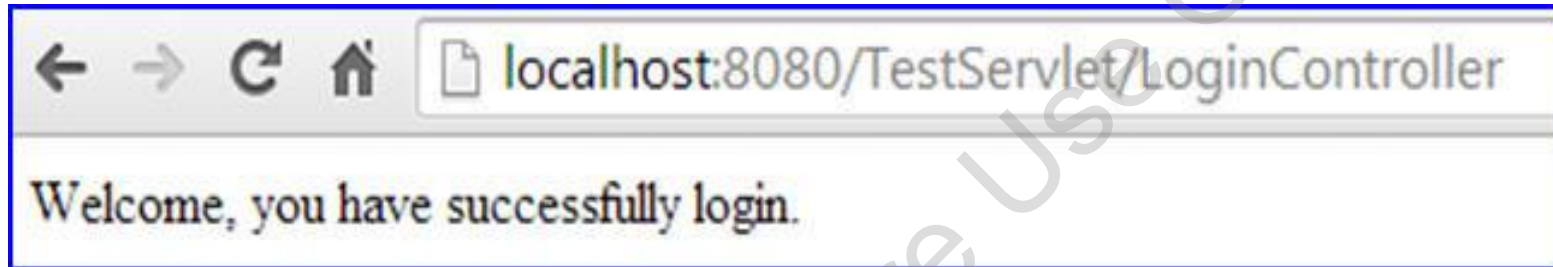 localhost:8080/TestServlet/LoginController
Welcome, you have successfully login.